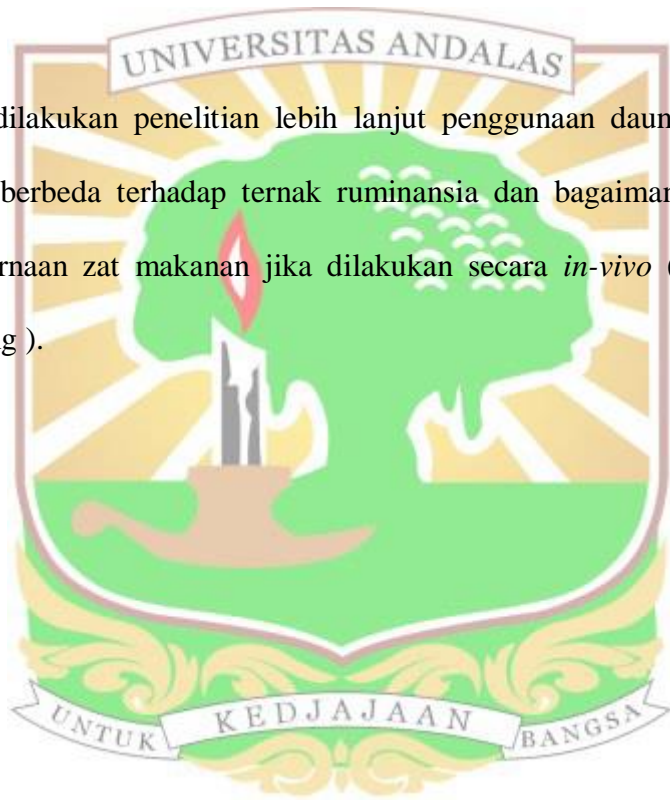 UNIVERSITAS ANDALAS
dilakukan penelitian lebih lanjut penggunaan daun
berbeda terhadap ternak ruminansia dan bagaimar
rnaan zat makanan jika dilakukan secara in-vivo (
g ).
UNTUK KEDJAJAAN BANGSA